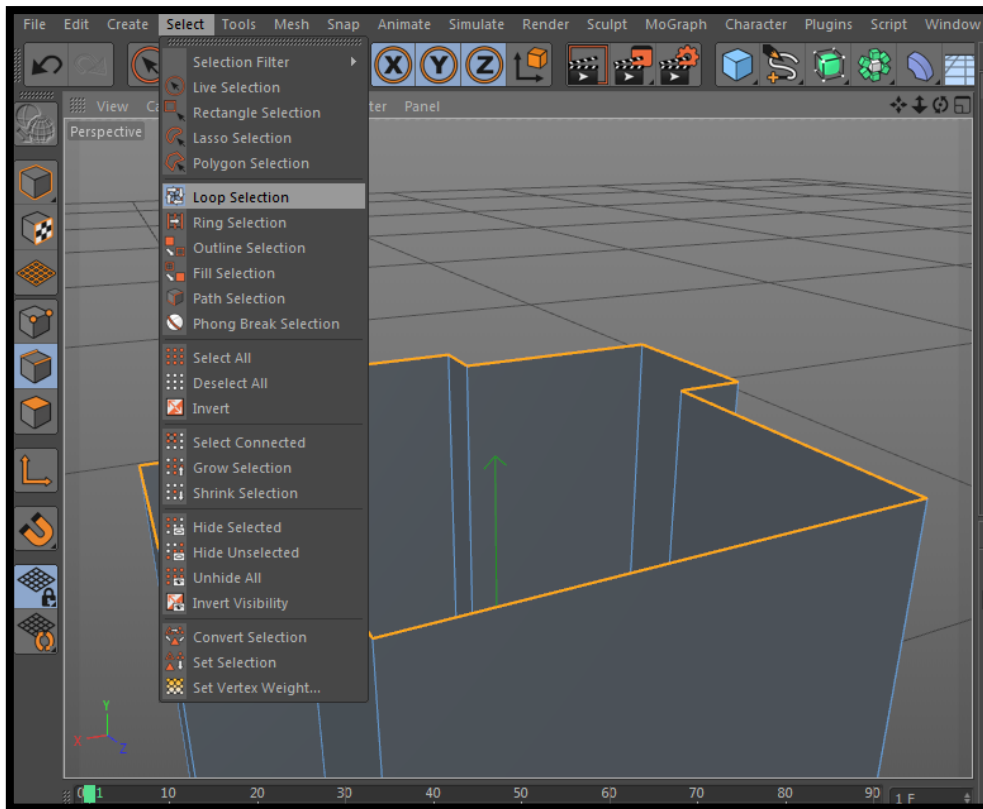 File Edit Create Select Tools Mesh Snap Animate Simulate Render Sculpt MoGraph Character Plugins Script Window
X Y Z
View Ca ter Panel
Perspective
Selection Filter
Live Selection
Rectangle Selection
Lasso Selection
Polygon Selection
Loop Selection
Ring Selection
Outline Selection
Fill Selection
Path Selection
Phong Break Selection
Select All
Deselect All
Invert
Select Connected
Grow Selection
Shrink Selection
Hide Selected
Hide Unselected
Unhide All
Invert Visibility
Convert Selection
Set Selection
Set Vertex Weight...
Y
X
Z
0 1 10 20 30 40 50 60 70 80 90 1 F